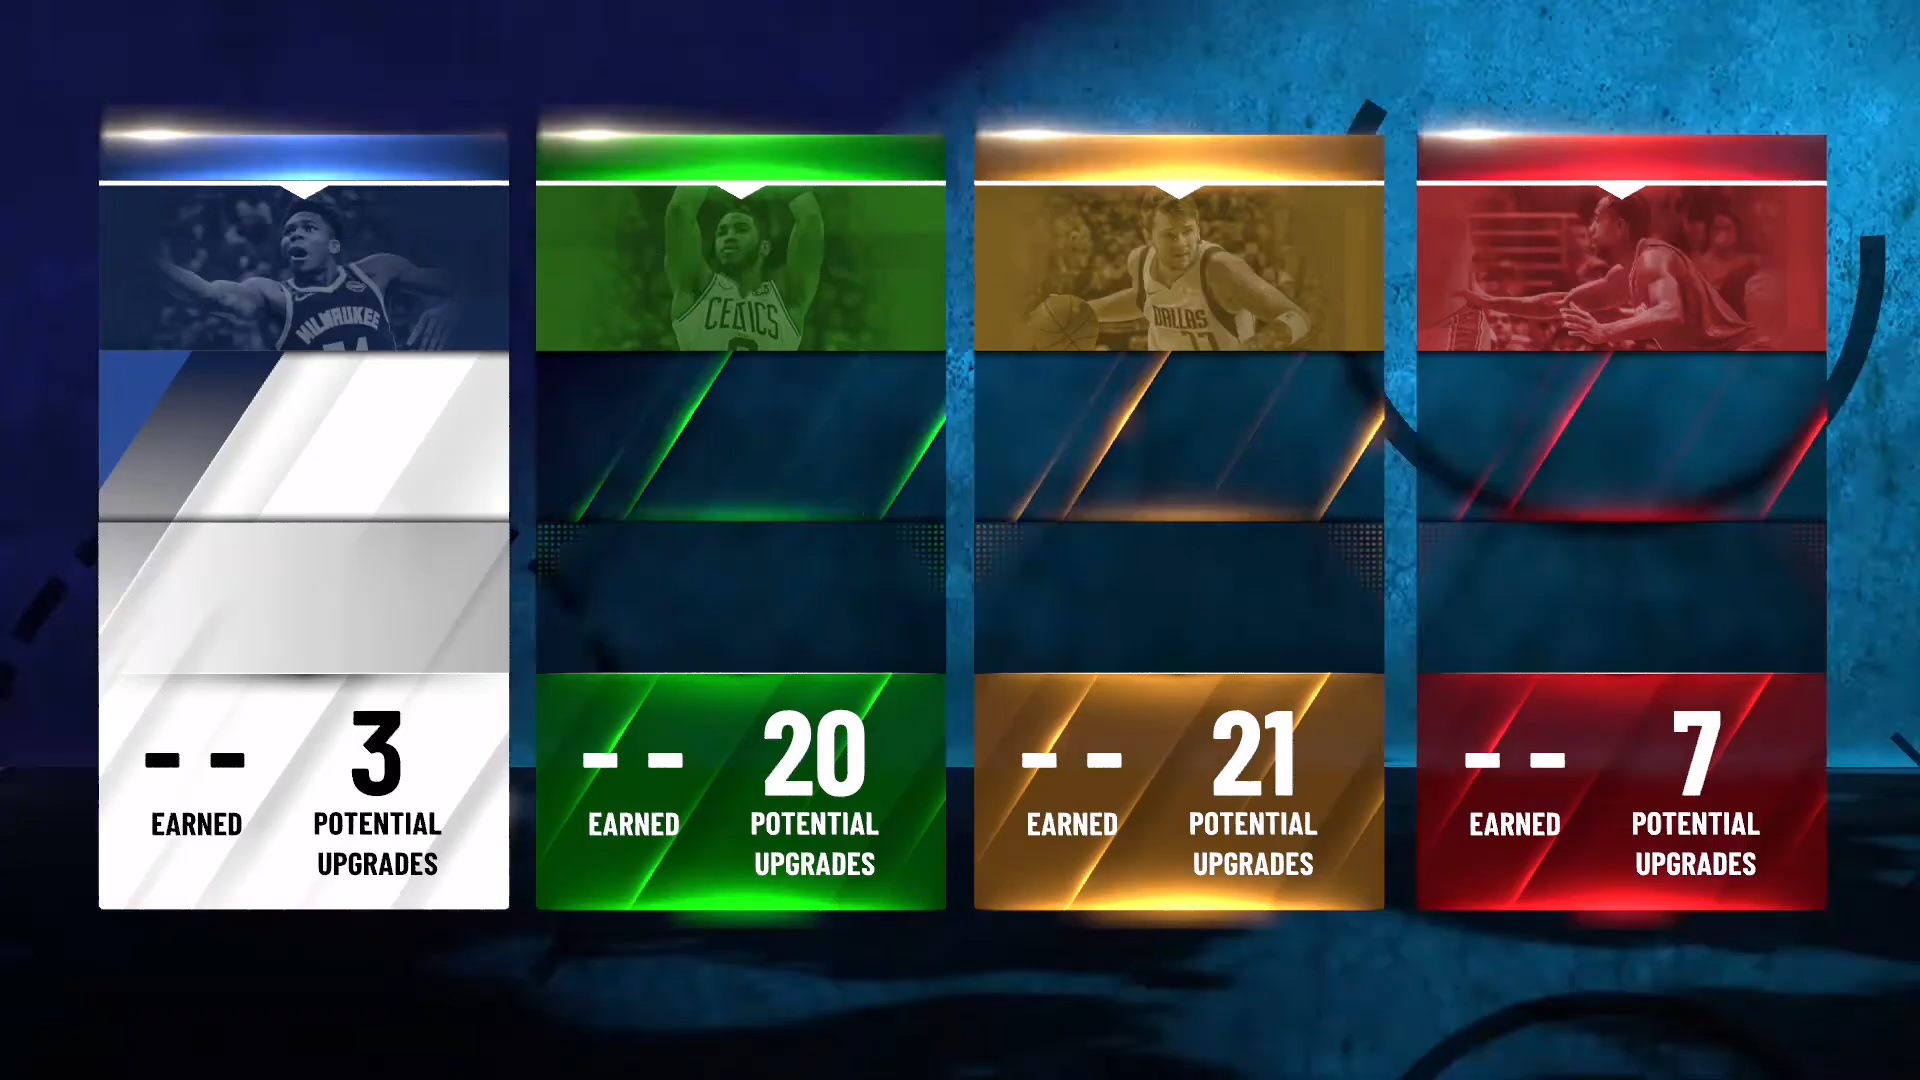 MILWAUKEE
CELTICS
DALLAS
77
-- 3
EARNED POTENTIAL
UPGRADES
-- 20
EARNED POTENTIAL
UPGRADES
-- 21
EARNED POTENTIAL
UPGRADES
-- 7
EARNED POTENTIAL
UPGRADES